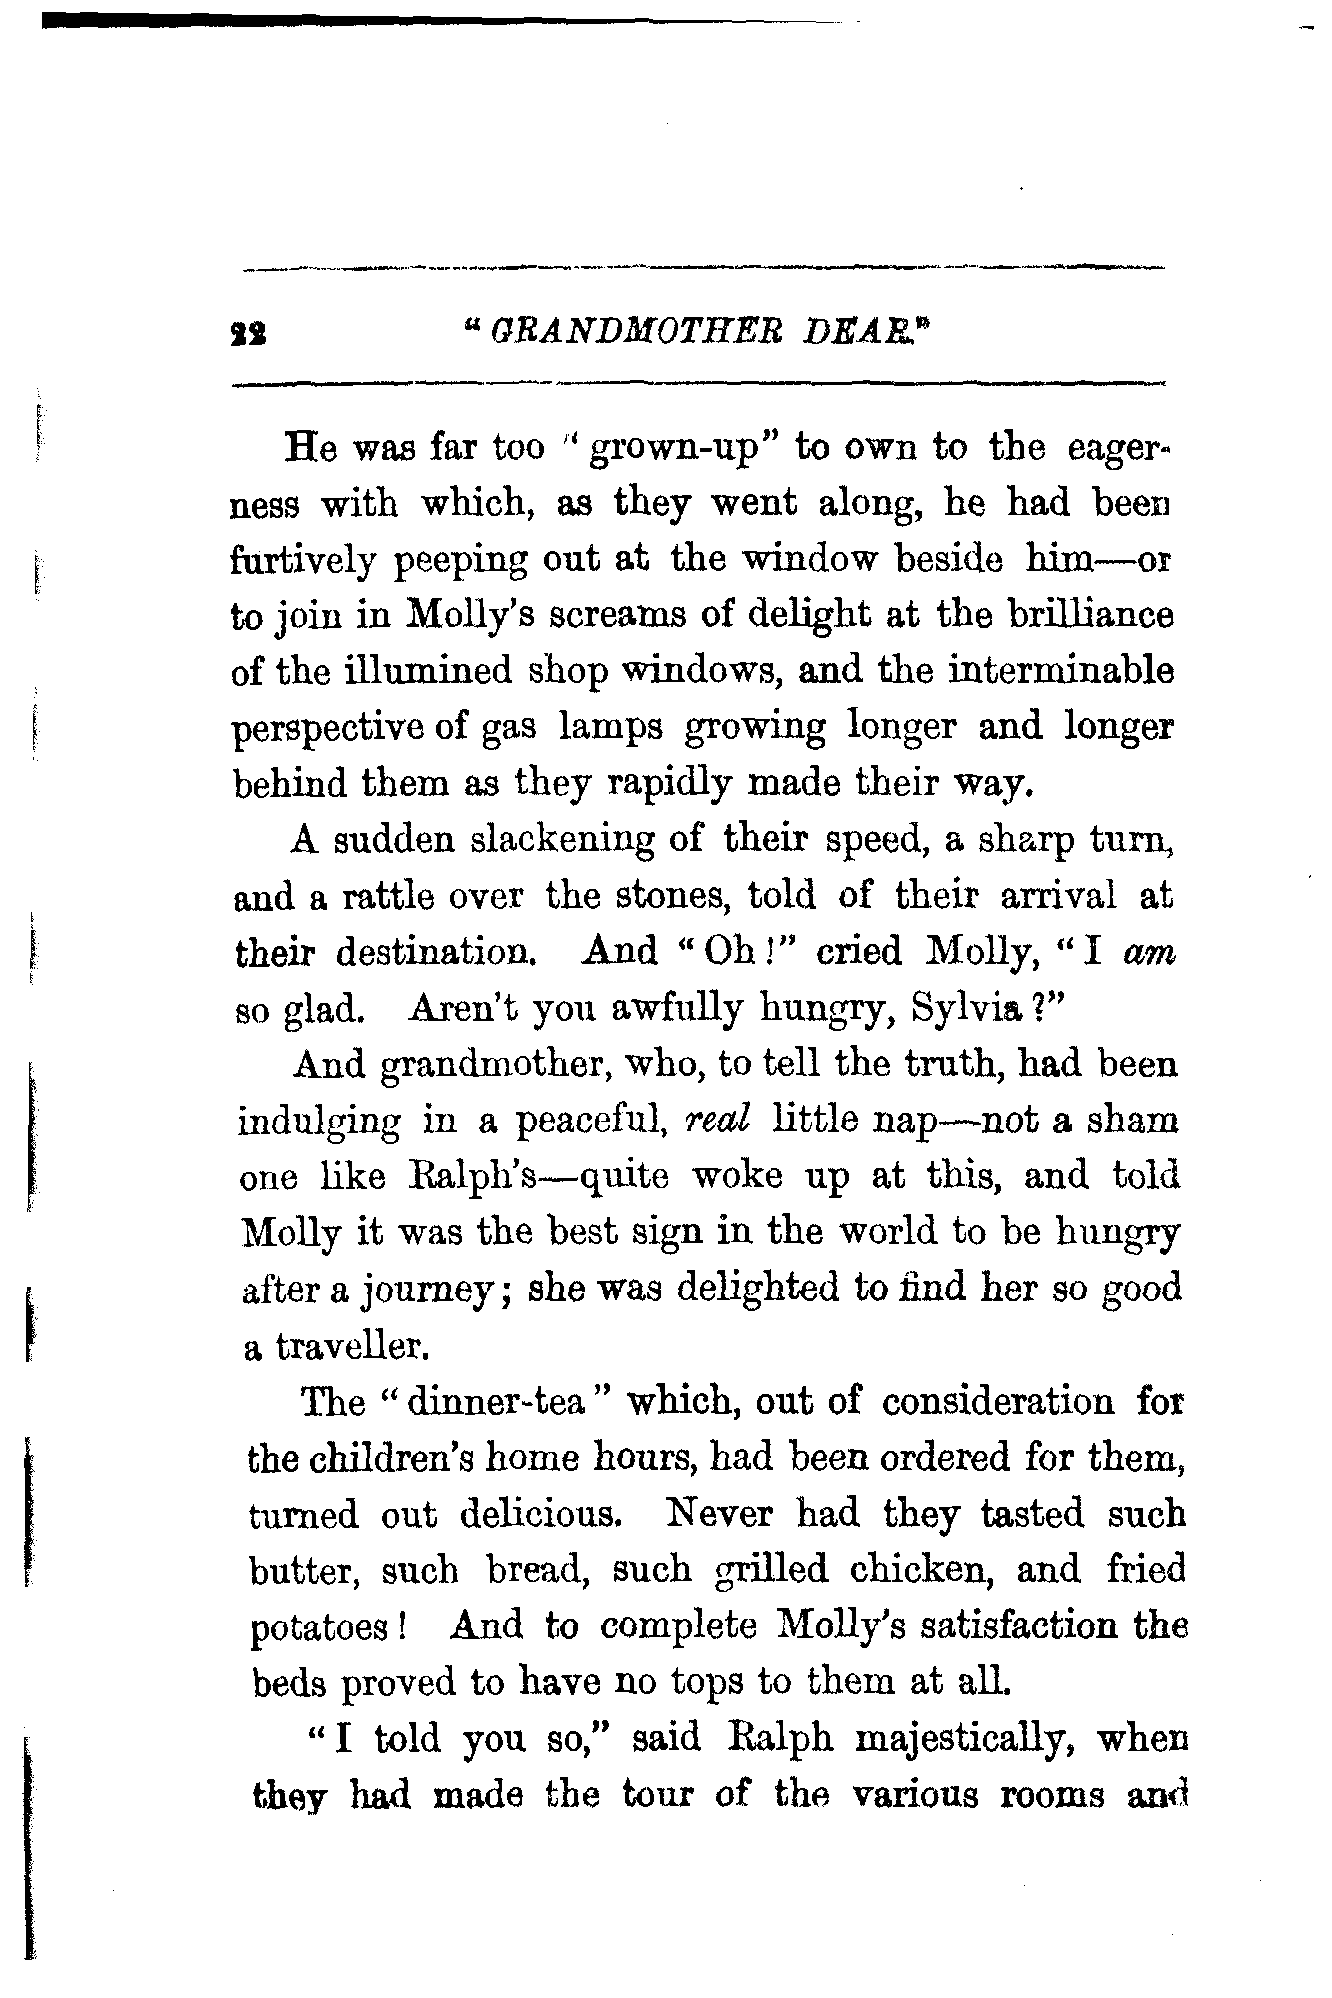 22 “GRANDMOTHER DEAR.”
He was far too “grown-up” to own to the eager-
ness with which, as they went along, he had been
furtively peeping out at the window beside him—or
to join in Molly’s screams of delight at the brilliance
of the illumined shop windows, and the interminable
perspective of gas lamps growing longer and longer
behind them as they rapidly made their way.
A sudden slackening of their speed, a sharp turn,
and a rattle over the stones, told of their arrival at
their destination. And “Oh!” cried Molly, “I am
so glad. Aren’t you awfully hungry, Sylvia?”
And grandmother, who, to tell the truth, had been
indulging in a peaceful, real little nap—not a sham
one like Ralph’s—quite woke up at this, and told
Molly it was the best sign in the world to be hungry
after a journey; she was delighted to find her so good
a traveller.
The “dinner-tea” which, out of consideration for
the children’s home hours, had been ordered for them,
turned out delicious. Never had they tasted such
butter, such bread, such grilled chicken, and fried
potatoes! And to complete Molly’s satisfaction the
beds proved to have no tops to them at all.
“I told you so,” said Ralph majestically, when
they had made the tour of the various rooms and